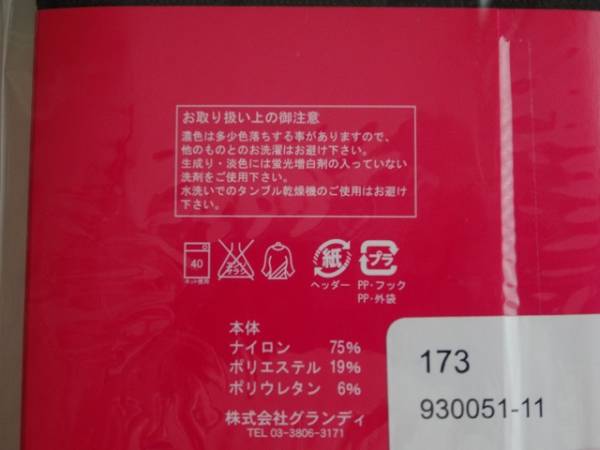 お取り扱い上の御注意
濃色は多少色落ちする事がありますので、
他のものとのお洗濯はお避け下さい。
生成り・淡色には蛍光増白剤の入っていない
洗剤をご使用下さい。
水洗いでのタンブル乾燥機のご使用はお避け
下さい。
40
ネット使用
紙
プラ
ヘッダー
PP・フック
PP・外袋
本体
ナイロン 75%
ポリエステル 19%
ポリウレタン 6%
株式会社グランディ
TEL 03-3806-3171
173
930051-11